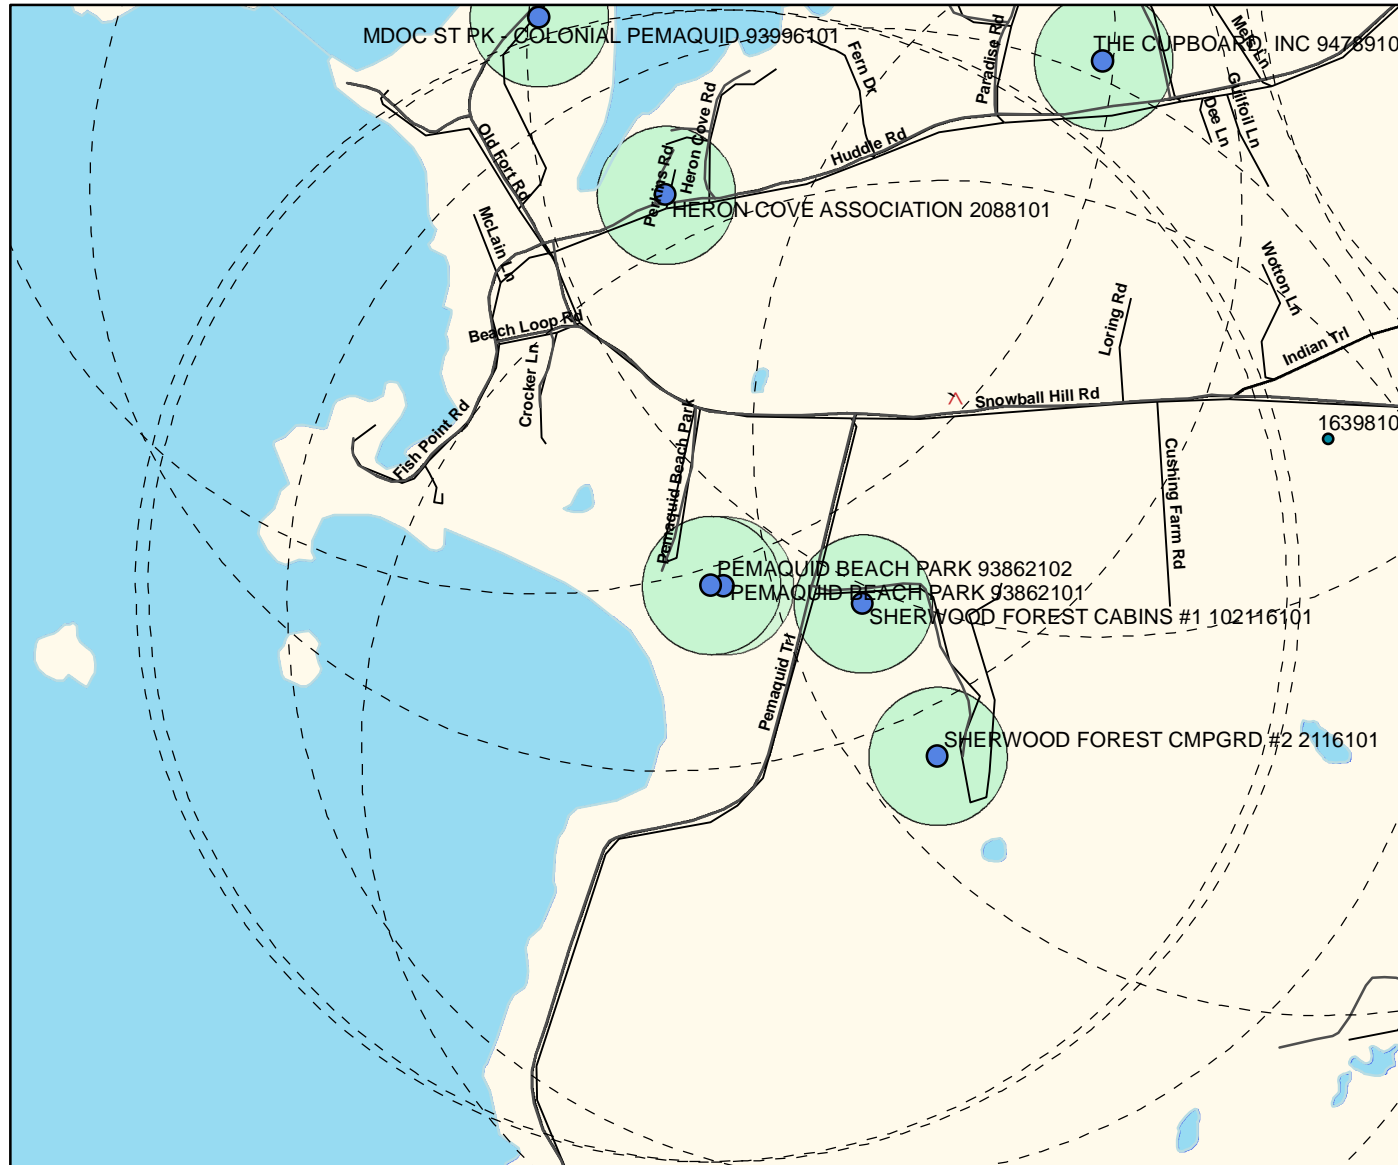 MDOC ST PK - COLONIAL PEMAQUID 93996101
THE CUPBOARD, INC 9478910
Mels Ln
Fern Dr
Paradise Rd
Guilfoil Ln
Dee Ln
Heron Cove Rd
Old Fort Rd
Huddle Rd
Perkins Rd
HERON COVE ASSOCIATION 2088101
McLain Ln
Wotton Ln
Loring Rd
Beach Loop Rd
Indian Trl
Crocker Ln
Snowball Hill Rd
Fish Point Rd
Pemaquid Beach Park
1639810
Cushing Farm Rd
PEMAQUID BEACH PARK 93862102
PEMAQUID BEACH PARK 93862101
SHERWOOD FOREST CABINS #1 102116101
Pemaquid Trl
SHERWOOD FOREST CMPGRD #2 2116101